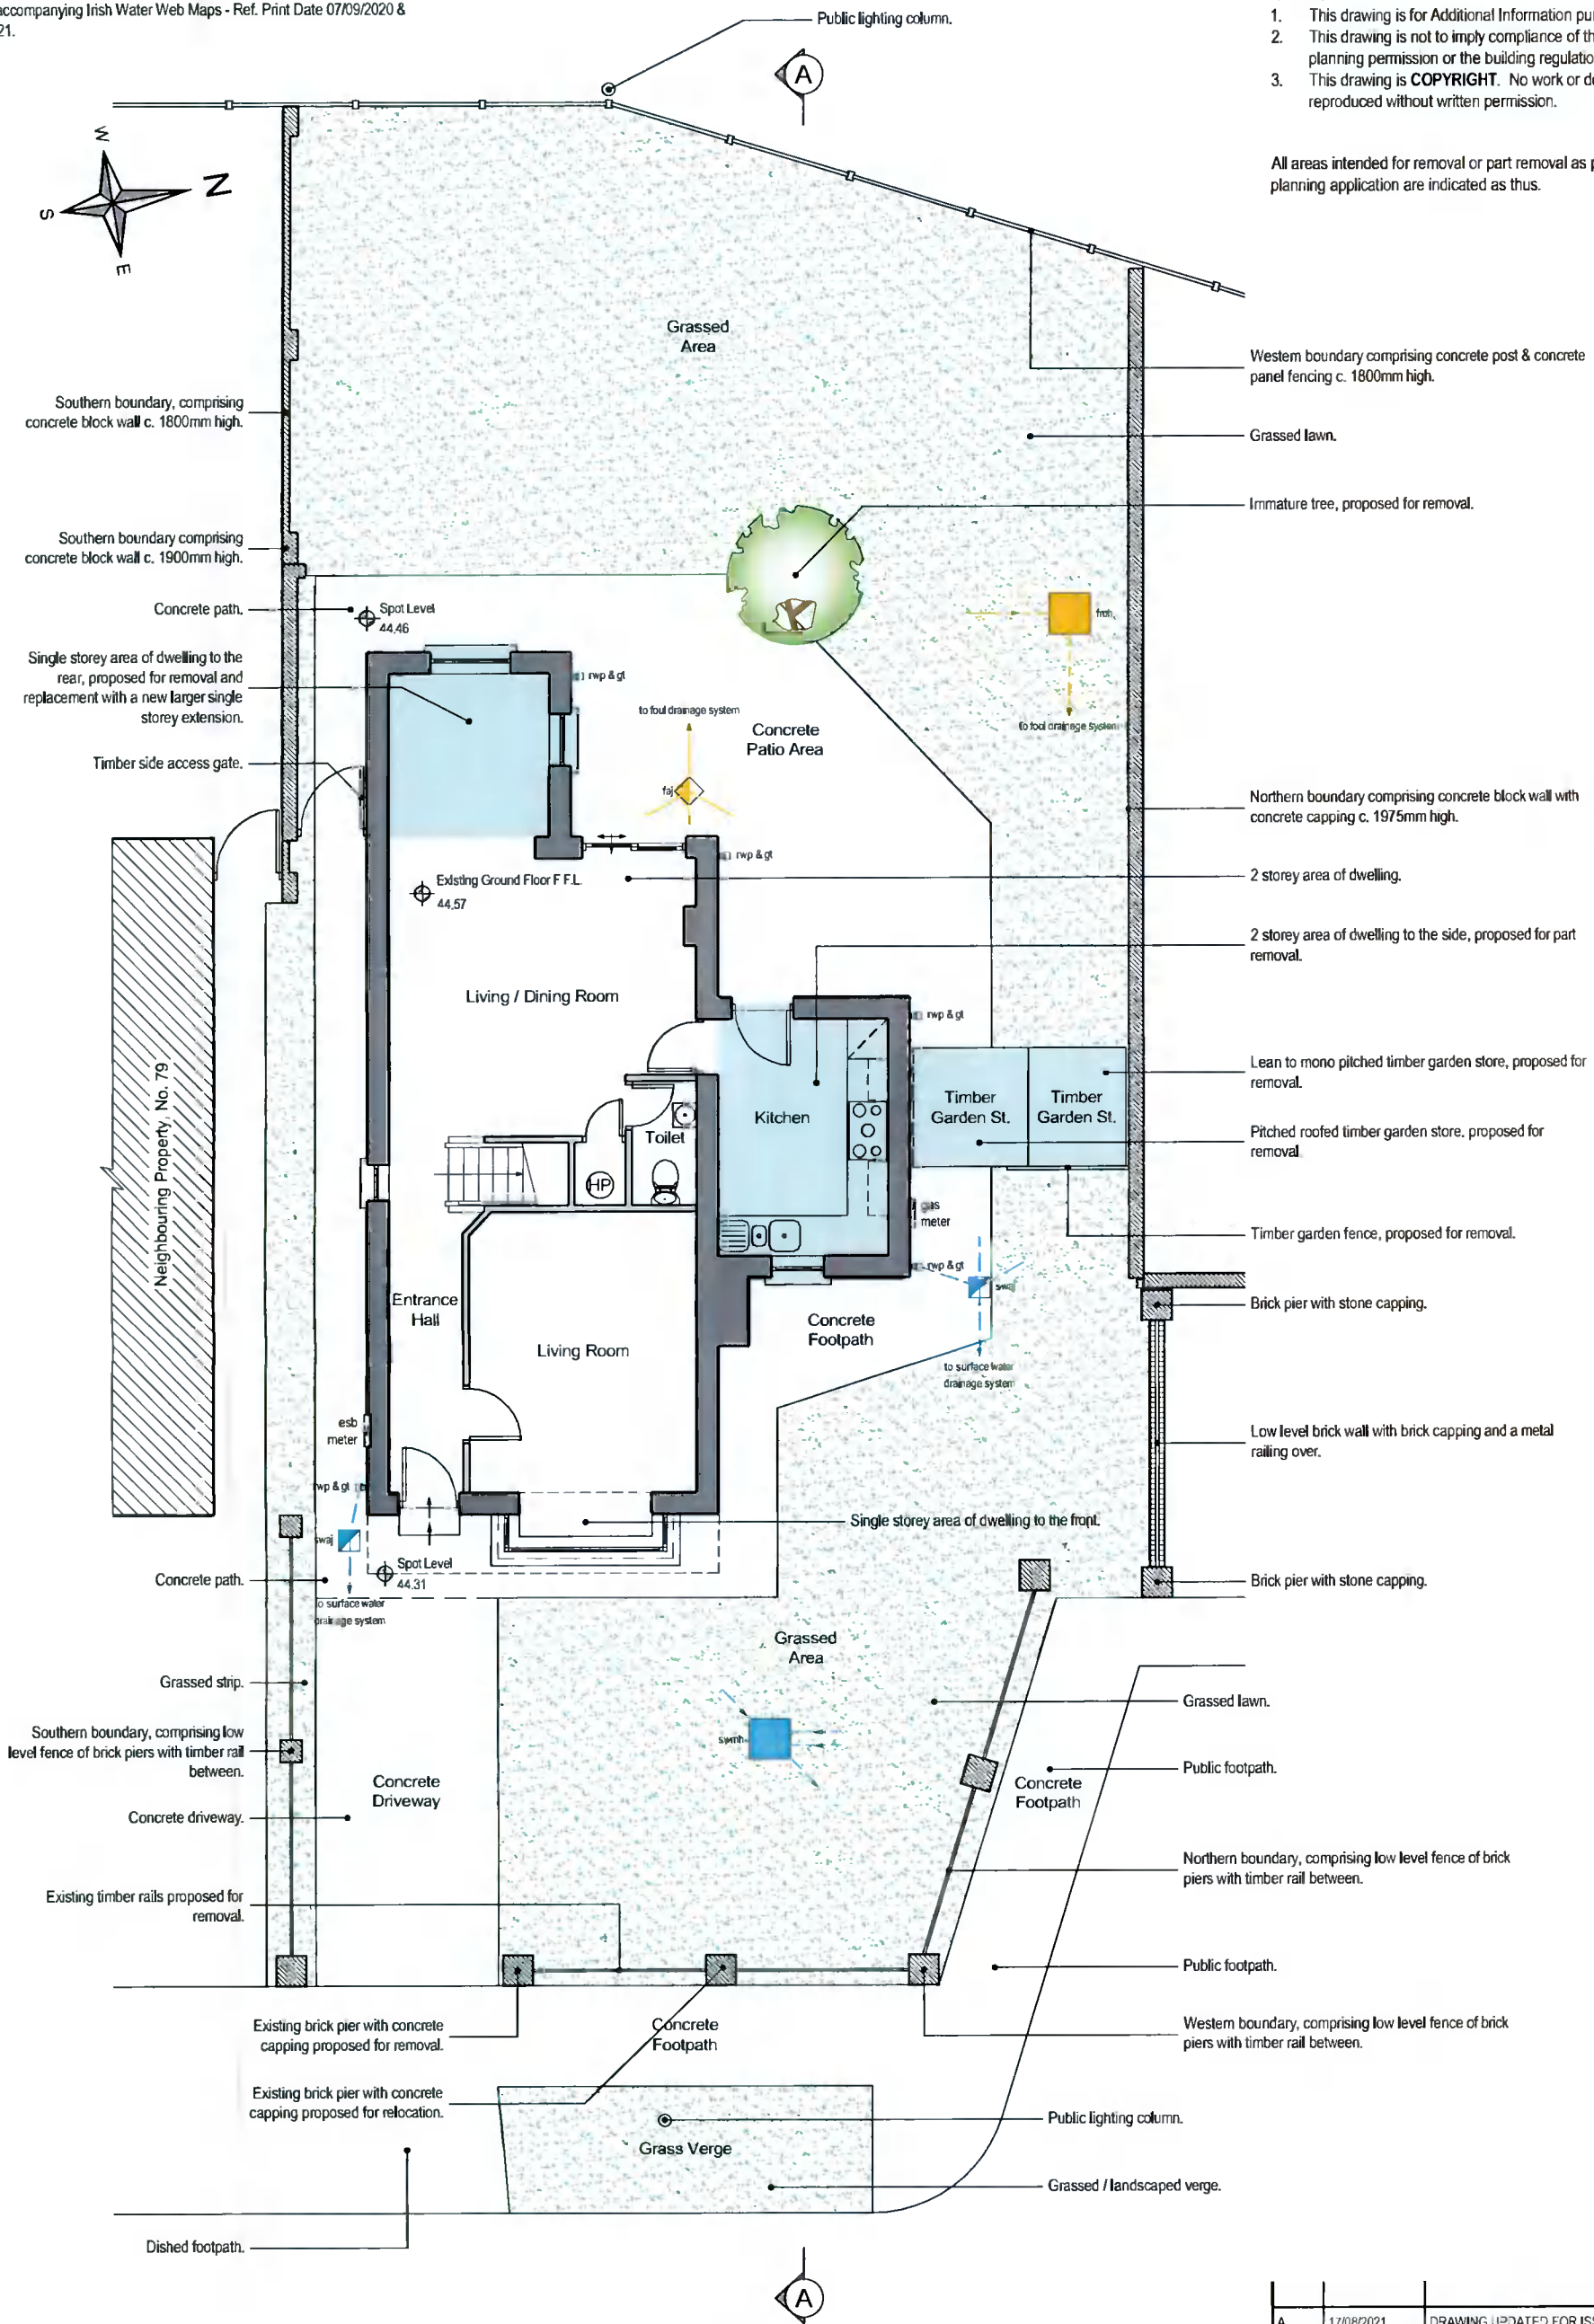 accompanying Irish Water Web Maps - Ref. Print Date 07/09/2020 &
21.
Public lighting column.
A
1. This drawing is for Additional Information
2. This drawing is not to imply compliance of
planning permission or the building
3. This drawing is COPYRIGHT. No work or
reproduced without written permission.
All areas intended for removal or part removal as
planning application are indicated as thus.
W
N
S
E
Grassed
Area
Southern boundary, comprising
concrete block wall c. 1800mm high.
Southern boundary comprising
concrete block wall c. 1900mm high.
Concrete path.
Spot Level
44.46
Single storey area of dwelling to the
rear, proposed for removal and
replacement with a new larger single
storey extension.
Timber side access gate.
rwp & gt
to foul drainage system
Concrete
Patio Area
faj
rwp & gt
Existing Ground Floor F.F.L.
44.57
Living / Dining Room
rwp & gt
Kitchen
Timber
Garden St.
Timber
Garden St.
Toilet
HP
gas
meter
rwp & gt
swaj
to surface water
drainage system
Neighbouring Property, No. 79
Entrance
Hall
Living Room
Concrete
Footpath
esb
meter
rwp & gt
swaj
to surface water
drainage system
Spot Level
44.31
Single storey area of dwelling to the front.
Western boundary comprising concrete post & concrete
panel fencing c. 1800mm high.
Grassed lawn.
Immature tree, proposed for removal.
to foul drainage system
Northern boundary comprising concrete block wall with
concrete capping c. 1975mm high.
2 storey area of dwelling.
2 storey area of dwelling to the side, proposed for part
removal.
Lean to mono pitched timber garden store, proposed for
removal.
Pitched roofed timber garden store, proposed for
removal
Timber garden fence, proposed for removal.
Brick pier with stone capping.
Low level brick wall with brick capping and a metal
railing over.
Brick pier with stone capping.
Concrete path.
Grassed strip.
Southern boundary, comprising low
level fence of brick piers with timber rail
between.
Concrete driveway.
Existing timber rails proposed for
removal.
Concrete
Driveway
Grassed
Area
swmh
Concrete
Footpath
Grassed lawn.
Public footpath.
Northern boundary, comprising low level fence of brick
piers with timber rail between.
Public footpath.
Western boundary, comprising low level fence of brick
piers with timber rail between.
Existing brick pier with concrete
capping proposed for removal.
Concrete
Footpath
Existing brick pier with concrete
capping proposed for relocation.
Grass Verge
Public lighting column.
Grassed / landscaped verge.
Dished footpath.
A
A 17/08/2021 DRAWING UPDATED FOR